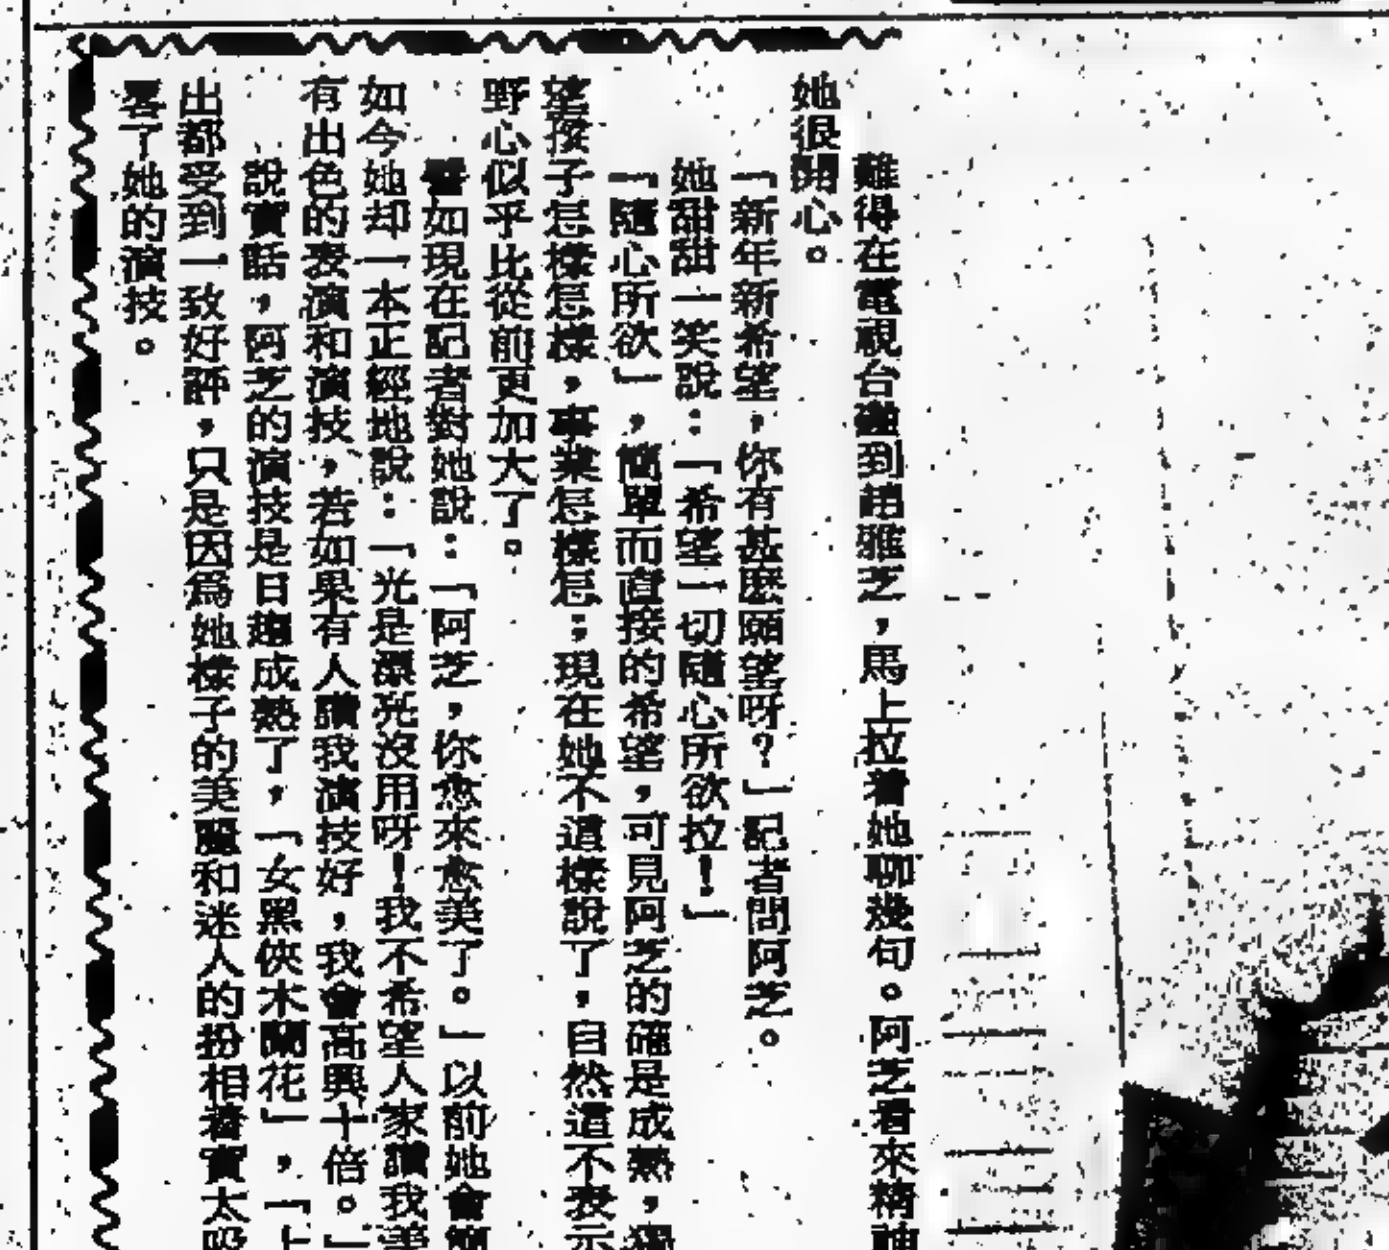 難得在電視台碰到趙雅芝，馬上拉着她聊幾句。阿芝看來精神
她很開心。
「新年新希望，你有甚麽願望呀？」記者問阿芝。
她甜甜一笑說：「希望一切隨心所欲拉！」
「隨心所欲」，簡單而直接的希望，可見阿芝的確是成熟，
望孩子怎樣怎樣，事業怎樣怎；現在她不這樣說了，自然這不表示
野心似乎比從前更加大了。
譬如現在記者對她說：「阿芝，你愈來愈美了。」以前她會
如今她却一本正經地說：「光是漂亮沒用呀！我不希望人家讚我美
有出色的表演和演技，若如果有人讚我演技好，我會高興十倍。」
說實話，阿芝的演技是日趨成熟了，「女黑俠木蘭花」，「上
出都受到一致好評，只是因爲她樣子的美麗和迷人的扮相着實太
畧了她的演技。